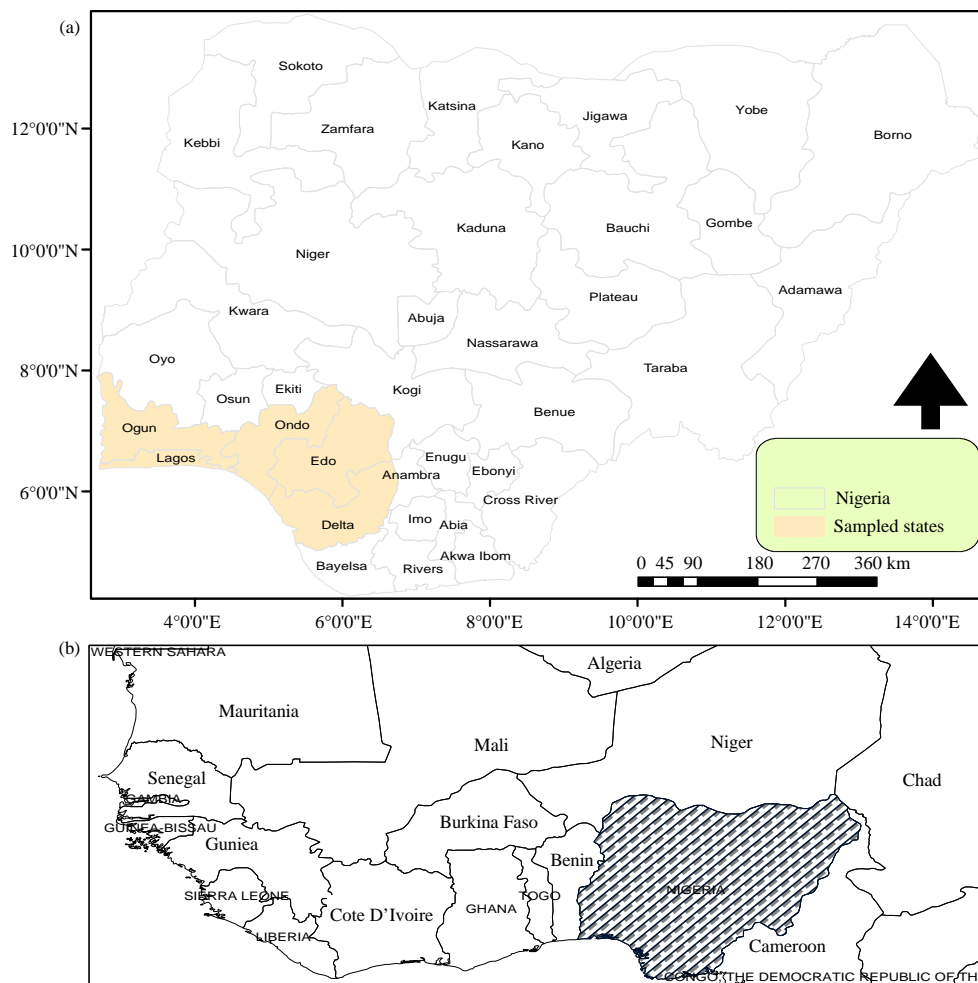 (a)
Sokoto
Katsina
Yobe
Jigawa
12°0'0"N
Zamfara
Borno
Kebbi
Kano
Gombe
Kaduna
Bauchi
10°0'0"N
Niger
Adamawa
Plateau
Kwara
Abuja
Nassarawa
8°0'0"N
Oyo
Taraba
Ekiti
Kogi
Osun
Benue
Ogun
Ondo
Lagos
Edo
Enugu
Anambra
Ebonyi
6°0'0"N
Cross River
Nigeria
Imo
Delta
Abia
Sampled states
Akwa Ibom
Bayelsa
Rivers
0 45 90 180 270 360 km
4°0'0"E 6°0'0"E 8°0'0"E 10°0'0"E 12°0'0"E 14°0'0"E
(b)
WESTERN SAHARA
Algeria
Mauritania
Mali
Niger
Senegal
Chad
GAMBIA
Burkina Faso
GUINEA-BISSAU
Guniea
Benin
SIERRA LEONE
TOGO
NIGERIA
Cote D'Ivoire
GHANA
LIBERIA
Cameroon
CONGO, THE DEMOCRATIC REPUBLIC OF TH